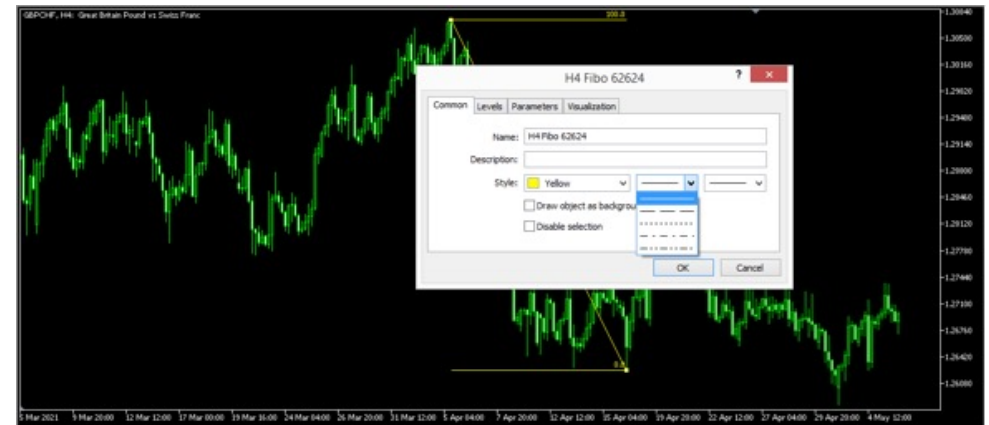 GBPCHF, H4: Great Britain Pound vs Swiss Franc
100.0
1.30840
1.30500
1.30160
1.29820
1.29480
1.29140
1.28800
1.28460
1.28120
1.27780
1.27440
1.27100
1.26760
1.26420
1.26080
H4 Fibo 62624
? ×
Common Levels Parameters Visualization
Name: H4 Fibo 62624
Description:
Style: Yellow
Draw object as backgrou
Disable selection
OK Cancel
0.0
5 Mar 2021 9 Mar 20:00 12 Mar 12:00 17 Mar 00:00 19 Mar 16:00 24 Mar 04:00 26 Mar 20:00 31 Mar 12:00 5 Apr 04:00 7 Apr 20:00 12 Apr 12:00 15 Apr 04:00 19 Apr 20:00 22 Apr 12:00 27 Apr 04:00 29 Apr 20:00 4 May 12:00